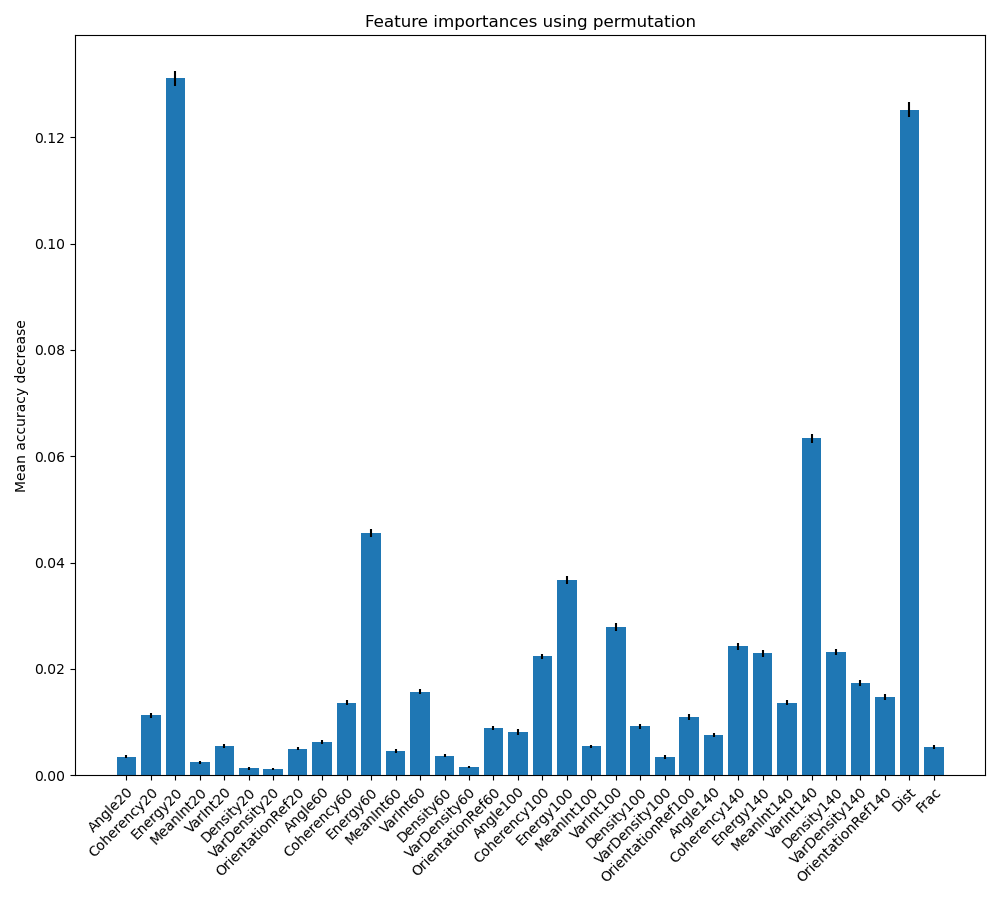 Feature importances using permutation
Mean accuracy decrease
0.12
0.10
0.08
0.06
0.04
0.02
0.00
Angle20
Coherency20
Energy20
MeanInt20
VarInt20
Density20
VarDensity20
OrientationRef20
Angle60
Coherency60
Energy60
MeanInt60
VarInt60
Density60
VarDensity60
OrientationRef60
Angle100
Coherency100
Energy100
MeanInt100
VarInt100
Density100
VarDensity100
OrientationRef100
Angle140
Coherency140
Energy140
MeanInt140
VarInt140
Density140
VarDensity140
OrientationRef140
Dist
Frac